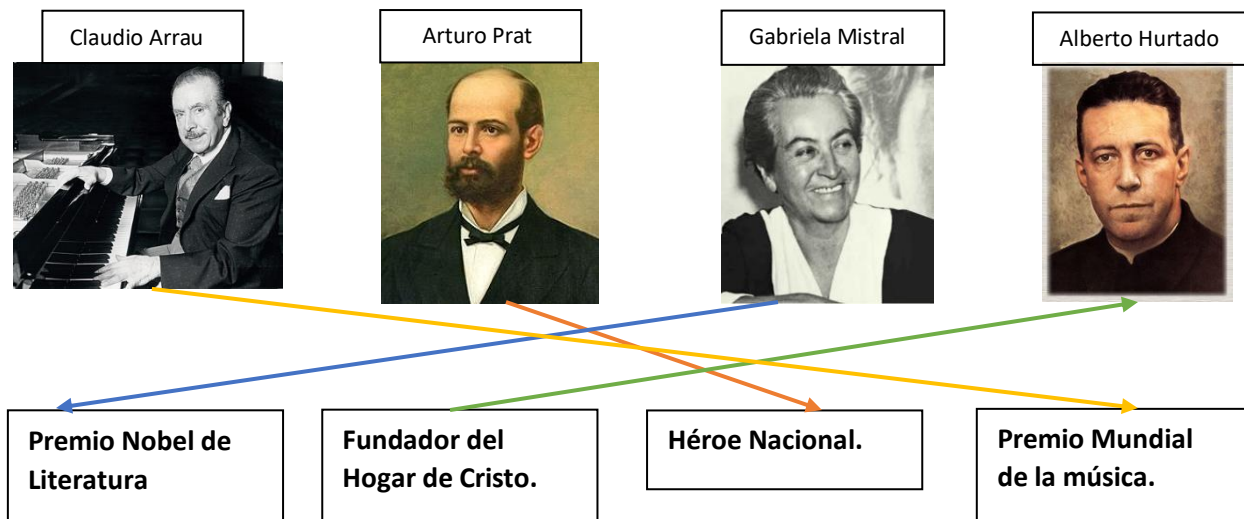 Claudio Arrau
Arturo Prat
Gabriela Mistral
Alberto Hurtado
Premio Nobel de
Literatura
Fundador del
Hogar de Cristo.
Héroe Nacional.
Premio Mundial
de la música.